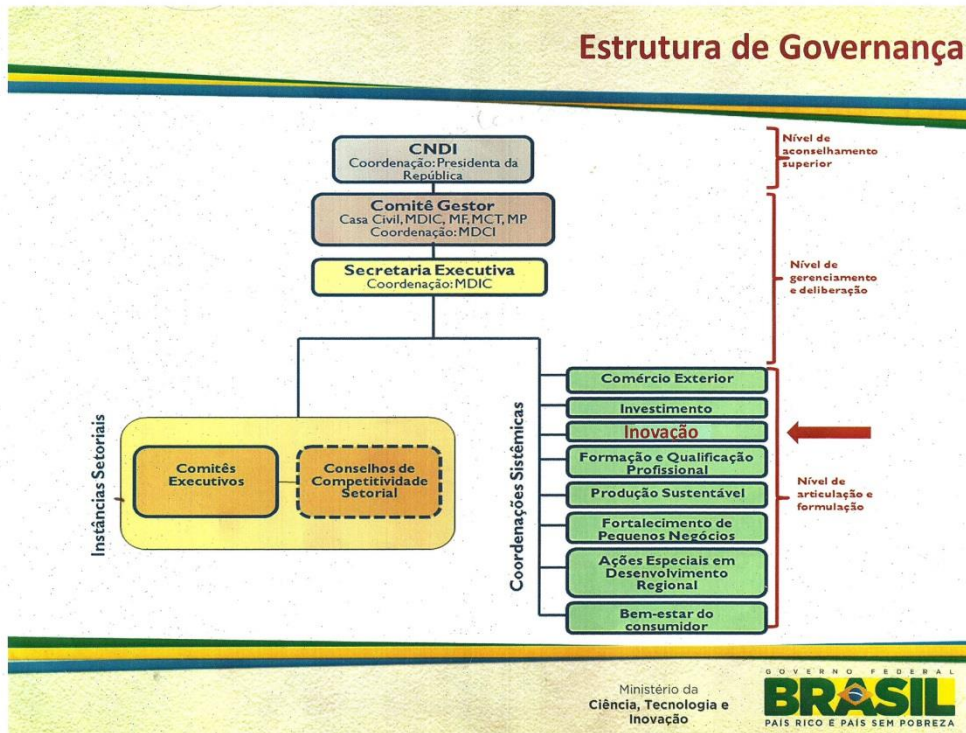 Estrutura de Governança
CNDI
Coordenação: Presidenta da
República
Nível de
aconselhamento
superior
Comitê Gestor
Casa Civil, MDIC, MF, MCT, MP
Coordenação: MDCI
Secretaria Executiva
Coordenação: MDIC
Nível de
gerenciamento
e deliberação
Instâncias Setoriais
Comitês
Executivos
Conselhos de
Competitividade
Setorial
Coordenações Sistêmicas
Comércio Exterior
Investimento
Inovação
Formação e Qualificação
Profissional
Produção Sustentável
Fortalecimento de
Pequenos Negócios
Ações Especiais em
Desenvolvimento
Regional
Bem-estar do
consumidor
Nível de
articulação e
formulação
Ministério da
Ciência, Tecnologia e
Inovação
GOVERNO FEDERAL
BRASIL
PAÍS RICO É PAÍS SEM POBREZA